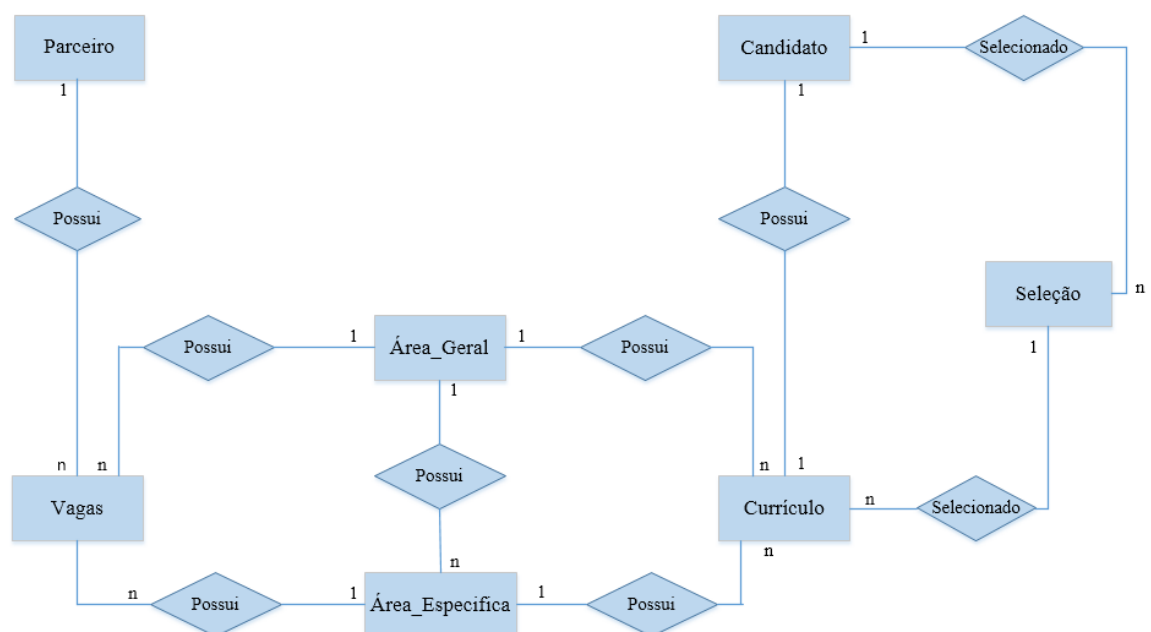 Parceiro
Candidato
1
Selecionado
1
1
Possui
Possui
Seleção
n
1
Possui
1
Área_Geral
1
Possui
1
n
n
Possui
n
1
Vagas
Currículo
n
Selecionado
n
n
n
Possui
1
Área_Especifica
1
Possui